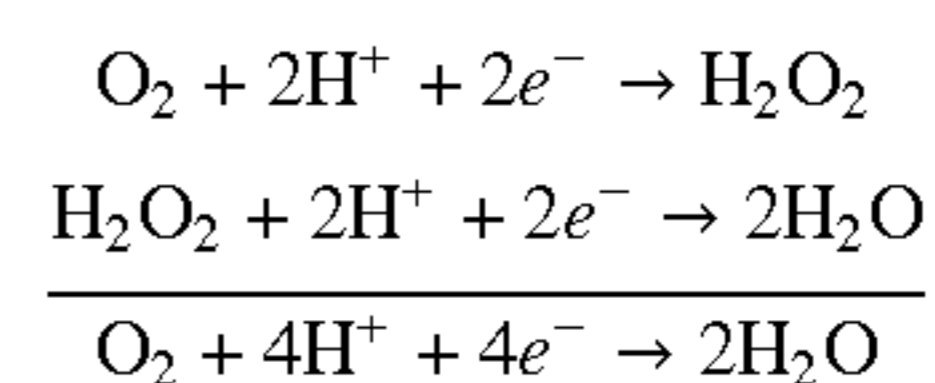 O₂ + 2H⁺ + 2e⁻ → H₂O₂
H₂O₂ + 2H⁺ + 2e⁻ → 2H₂O
O₂ + 4H⁺ + 4e⁻ → 2H₂O